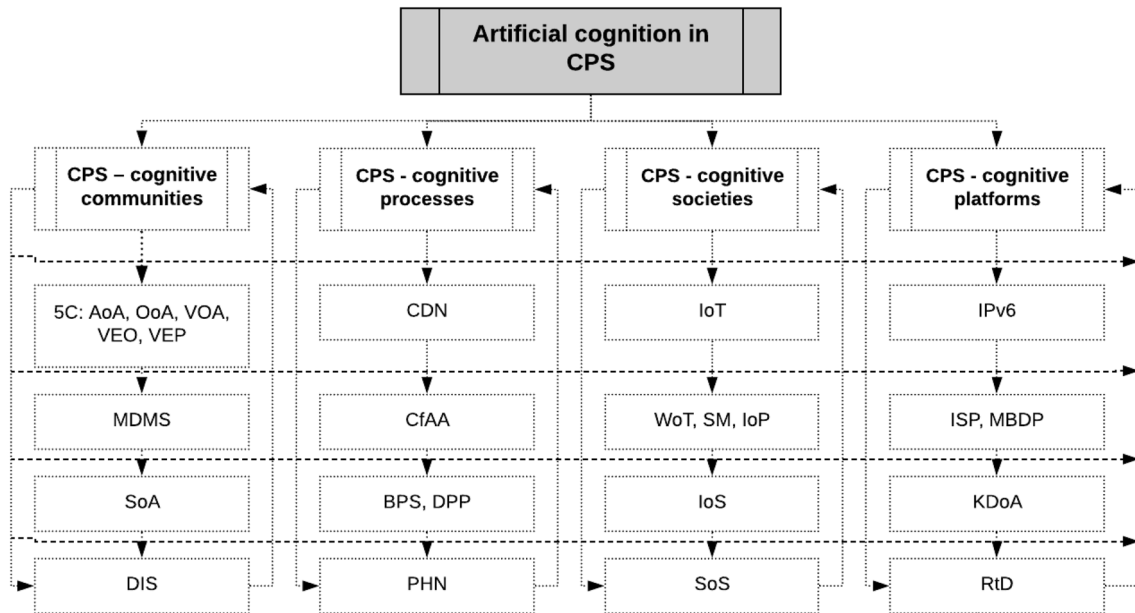 Artificial cognition in
CPS
CPS – cognitive
communities
CPS - cognitive
processes
CPS - cognitive
societies
CPS - cognitive
platforms
5C: AoA, OoA, VOA,
VEO, VEP
CDN
IoT
IPv6
MDMS
CfAA
WoT, SM, IoP
ISP, MBDP
SoA
BPS, DPP
IoS
KDoA
DIS
PHN
SoS
RtD